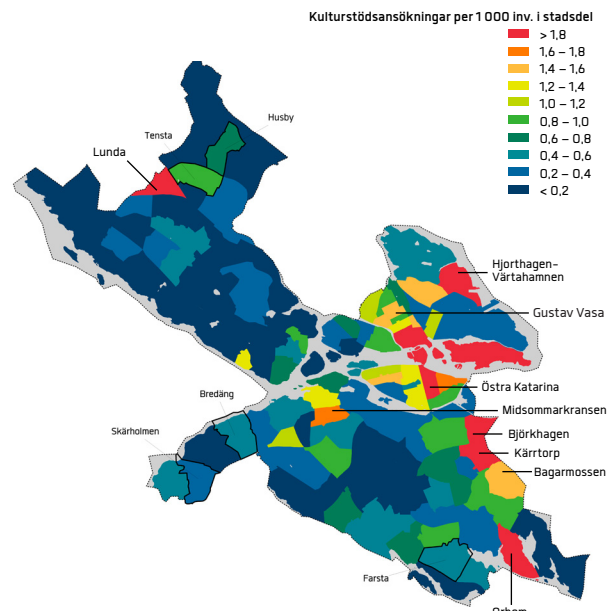 Kulturstödsansökningar per 1 000 inv. i stadsdel
> 1,8
1,6 – 1,8
1,4 – 1,6
1,2 – 1,4
1,0 – 1,2
0,8 – 1,0
0,6 – 0,8
0,4 – 0,6
0,2 – 0,4
< 0,2
Husby
Tensta
Lunda
Hjorthagen–
Värtahamnen
Gustav Vasa
Östra Katarina
Bredäng
Midsommarkransen
Skärholmen
Björkhagen
Kärrtorp
Bagarmossen
Farsta